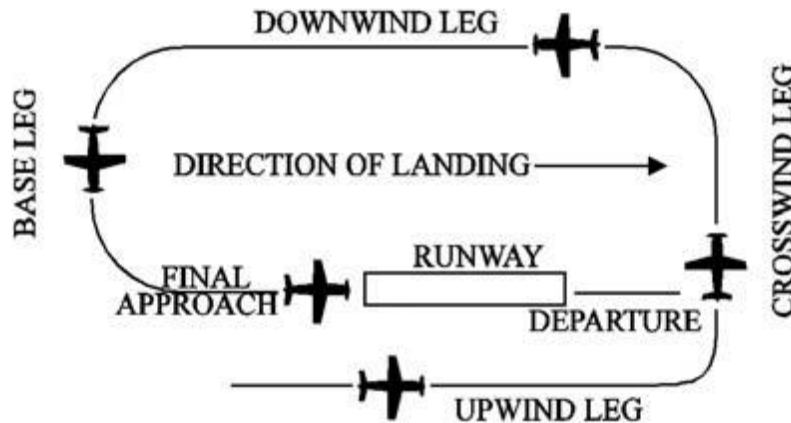 DOWNWIND LEG
BASE LEG
DIRECTION OF LANDING
CROSSWIND LEG
RUNWAY
FINAL
APPROACH
DEPARTURE
UPWIND LEG